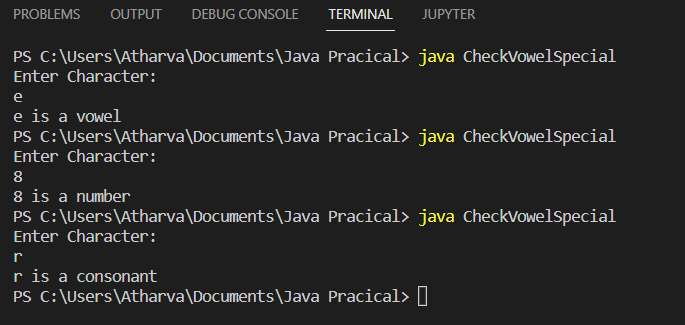 PROBLEMS OUTPUT DEBUG CONSOLE TERMINAL JUPYTER
PS C:\Users\Atharva\Documents\Java Pracical> java CheckVowelSpecial
Enter Character:
e
e is a vowel
PS C:\Users\Atharva\Documents\Java Pracical> java CheckVowelSpecial
Enter Character:
8
8 is a number
PS C:\Users\Atharva\Documents\Java Pracical> java CheckVowelSpecial
Enter Character:
r
r is a consonant
PS C:\Users\Atharva\Documents\Java Pracical>